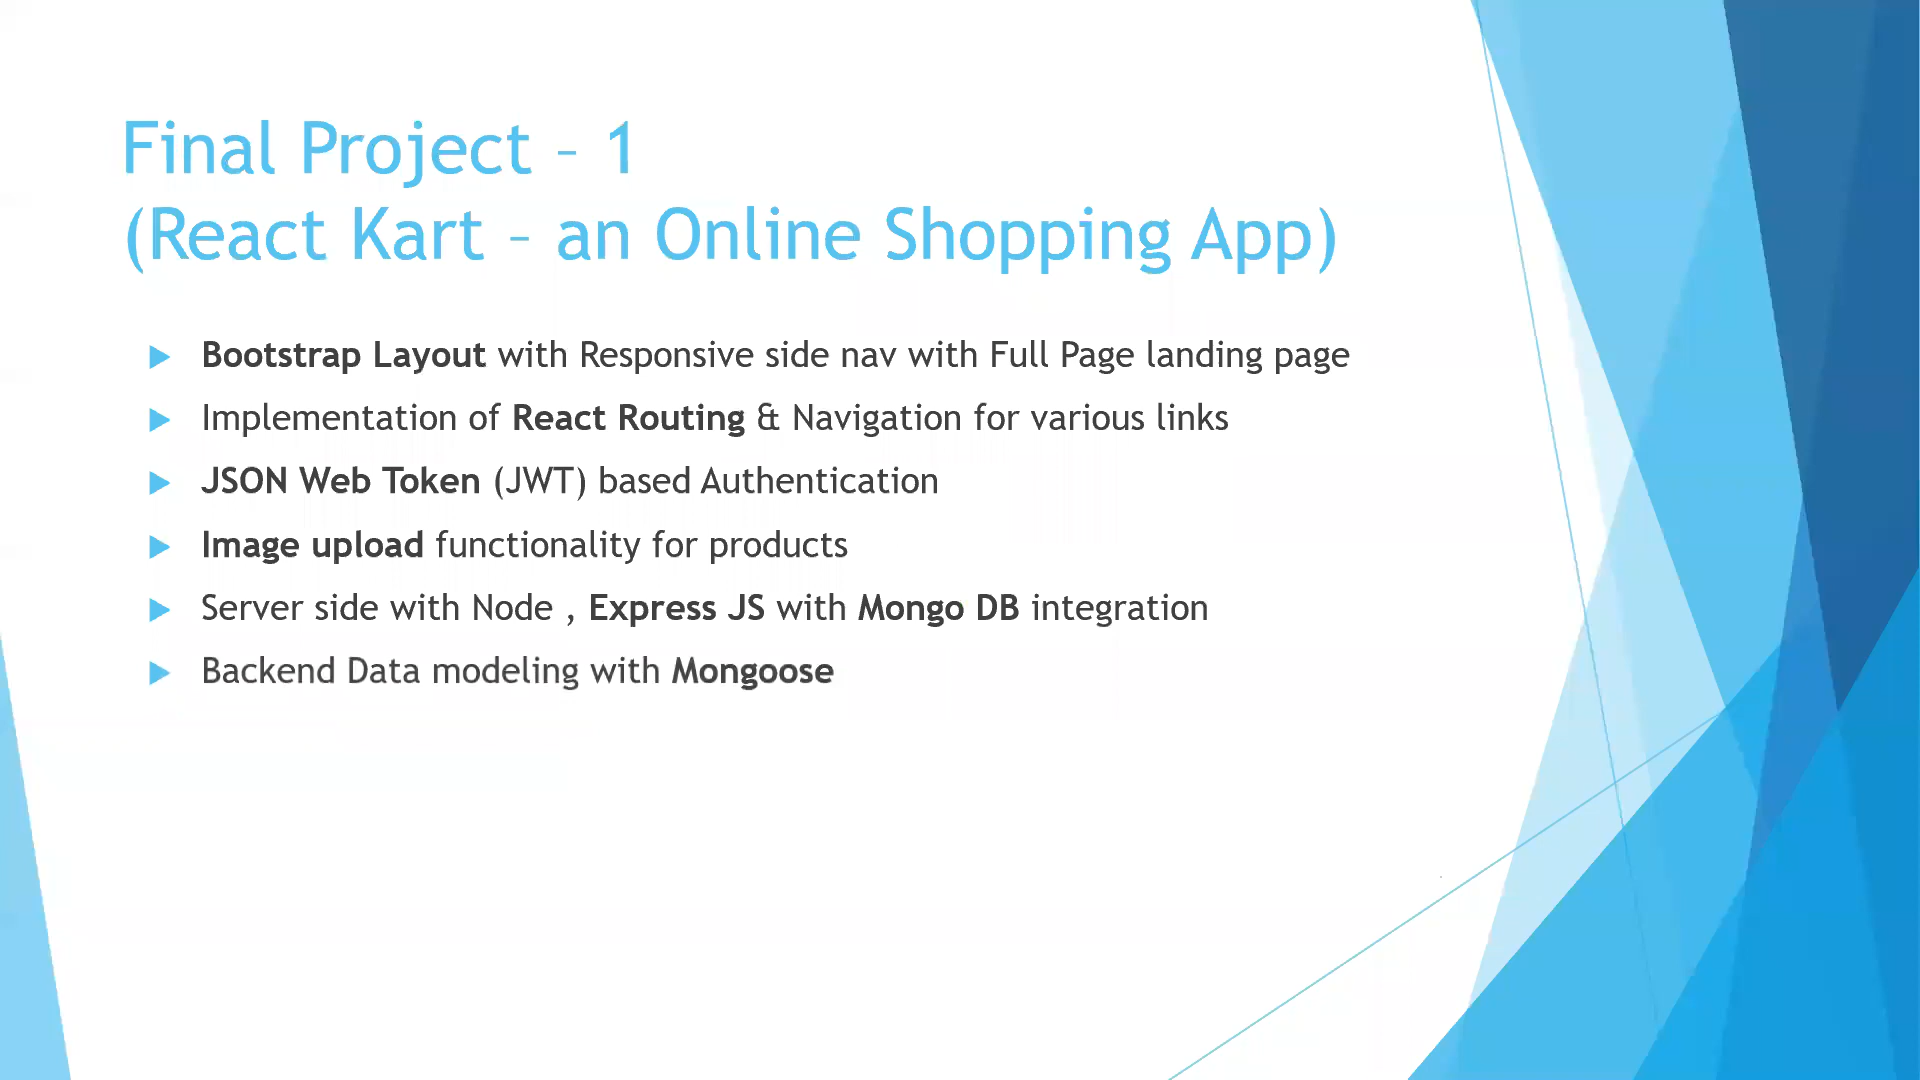 Final Project – 1
(React Kart – an Online Shopping App)
Bootstrap Layout with Responsive side nav with Full Page landing page
Implementation of React Routing & Navigation for various links
JSON Web Token (JWT) based Authentication
Image upload functionality for products
Server side with Node , Express JS with Mongo DB integration
Backend Data modeling with Mongoose